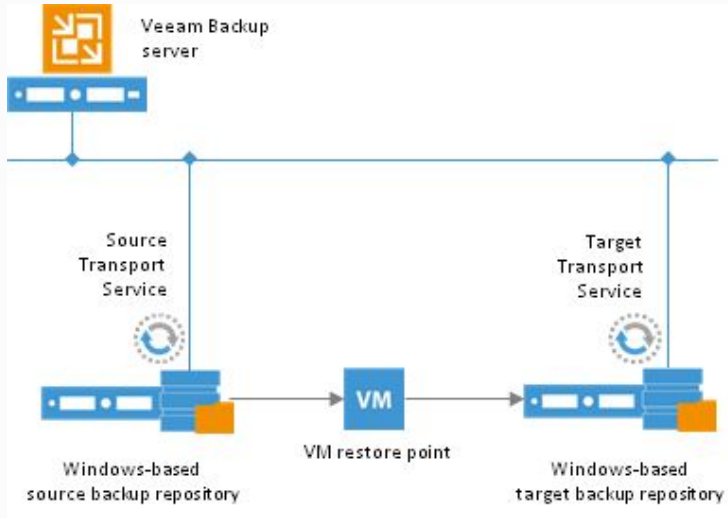 Veeam Backup
server
Source
Transport
Service
Target
Transport
Service
VM
VM restore point
Windows-based
source backup repository
Windows-based
target backup repository